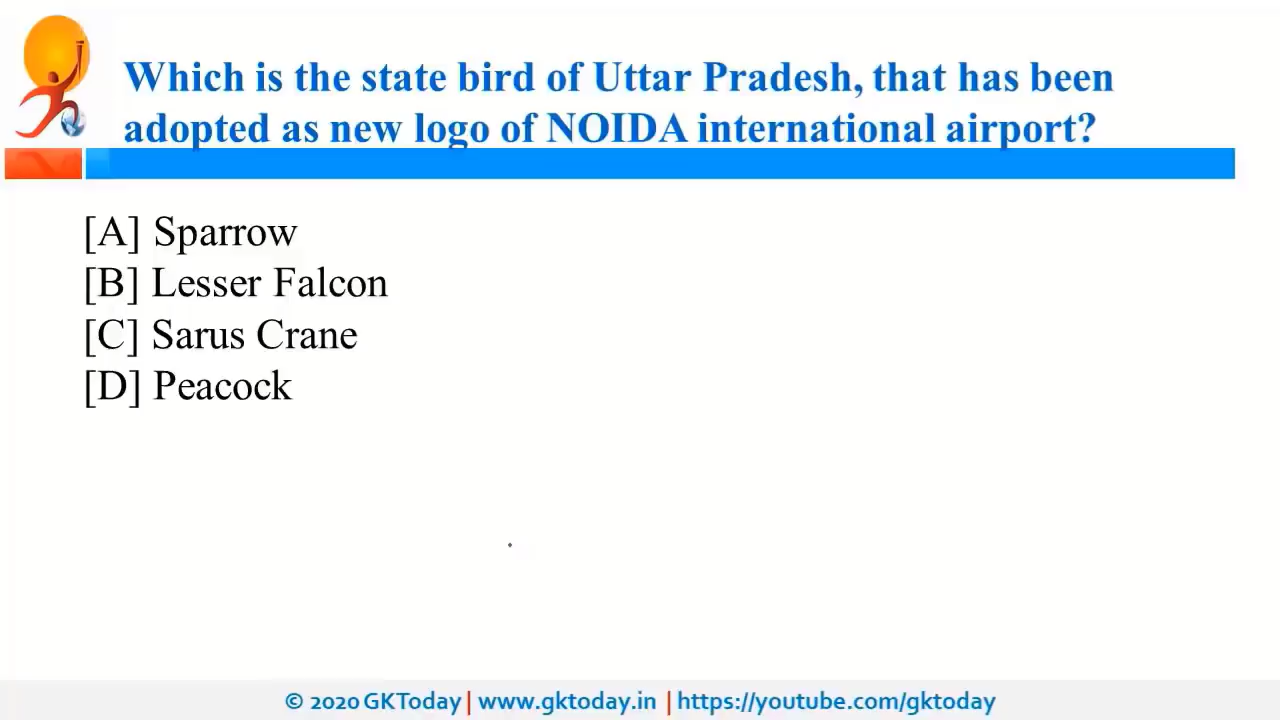 Which is the state bird of Uttar Pradesh, that has been
adopted as new logo of NOIDA international airport?
[A] Sparrow
[B] Lesser Falcon
[C] Sarus Crane
[D] Peacock
© 2020 GKToday | www.gktoday.in | https://youtube.com/gktoday